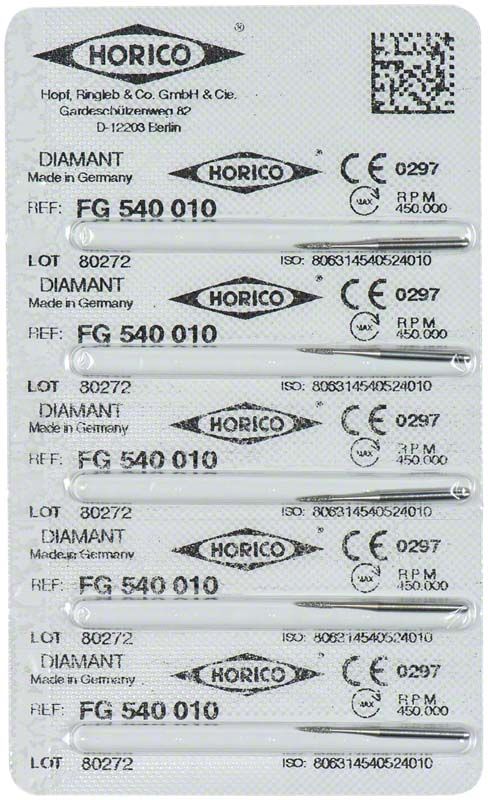 HORICO ®
Hopf, Ringleb & Co. GmbH & Cie.
Gardeschützenweg 82
D-12203 Berlin
DIAMANT HORICO ® CE 0297
Made in Germany
REF: FG 540 010 MAX RPM 450.000
LOT 80272 ISO: 806314540524010
DIAMANT HORICO ® CE 0297
Made in Germany
REF: FG 540 010 MAX RPM 450.000
LOT 80272 ISO: 806314540524010
DIAMANT HORICO ® CE 0297
Made in Germany
REF: FG 540 010 MAX RPM 450.000
LOT 80272 ISO: 806314540524010
DIAMANT HORICO ® CE 0297
Made in Germany
REF: FG 540 010 MAX RPM 450.000
LOT 80272 ISO: 806314540524010
DIAMANT HORICO ® CE 0297
Made in Germany
REF: FG 540 010 MAX RPM 450.000
LOT 80272 ISO: 806314540524010